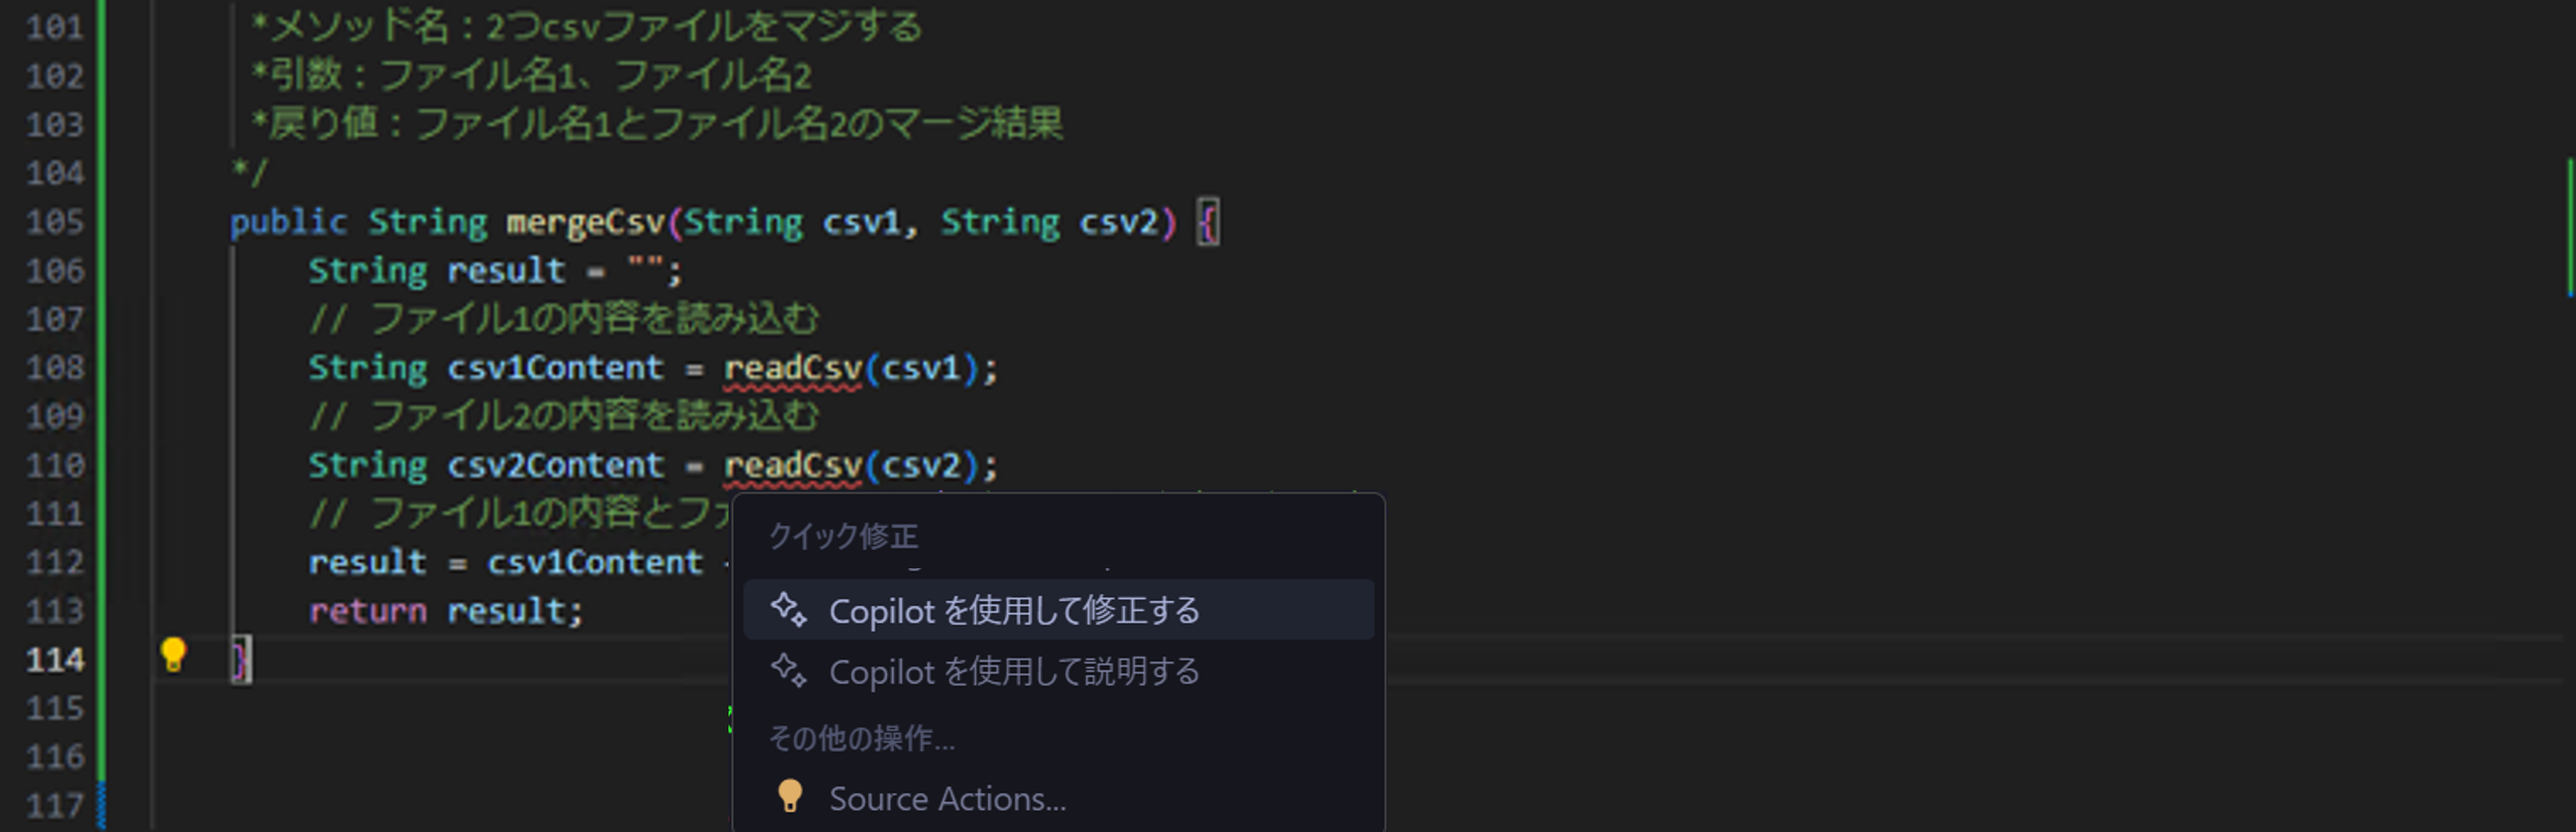 101 *メソッド名：2つcsvファイルをマジする
102 *引数：ファイル名1、ファイル名2
103 *戻り値：ファイル名1とファイル名2のマージ結果
104 */
105 public String mergeCsv(String csv1, String csv2) {
106 String result = "";
107 // ファイル1の内容を読み込む
108 String csv1Content = readCsv(csv1);
109 // ファイル2の内容を読み込む
110 String csv2Content = readCsv(csv2);
111 // ファイル1の内容とファ
112 result = csv1Content
113 return result;
114 }
115
116
117
クイック修正
Copilot を使用して修正する
Copilot を使用して説明する
その他の操作...
Source Actions...